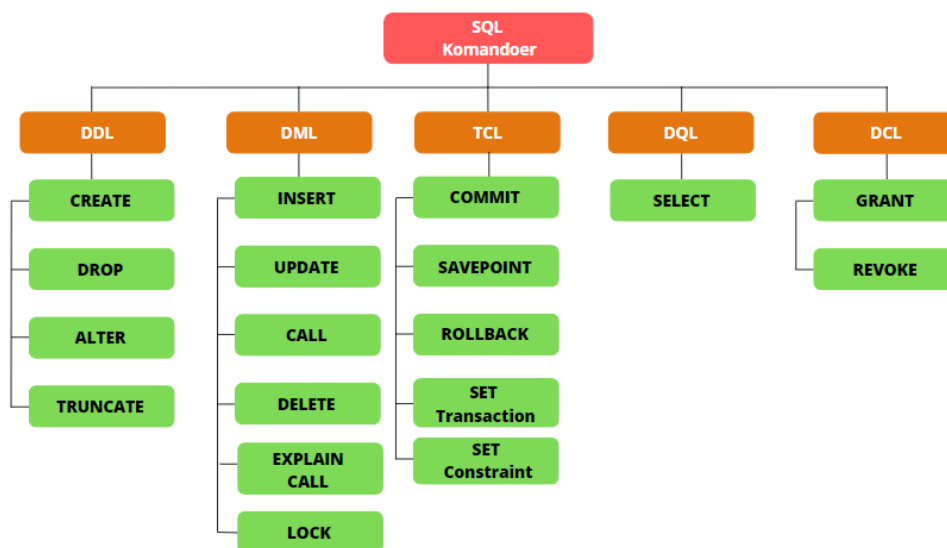 SQL
Komandoer
DDL
DML
TCL
DQL
DCL
CREATE
INSERT
COMMIT
SELECT
GRANT
DROP
UPDATE
SAVEPOINT
REVOKE
ALTER
CALL
ROLLBACK
TRUNCATE
DELETE
SET
Transaction
EXPLAIN
CALL
SET
Constraint
LOCK